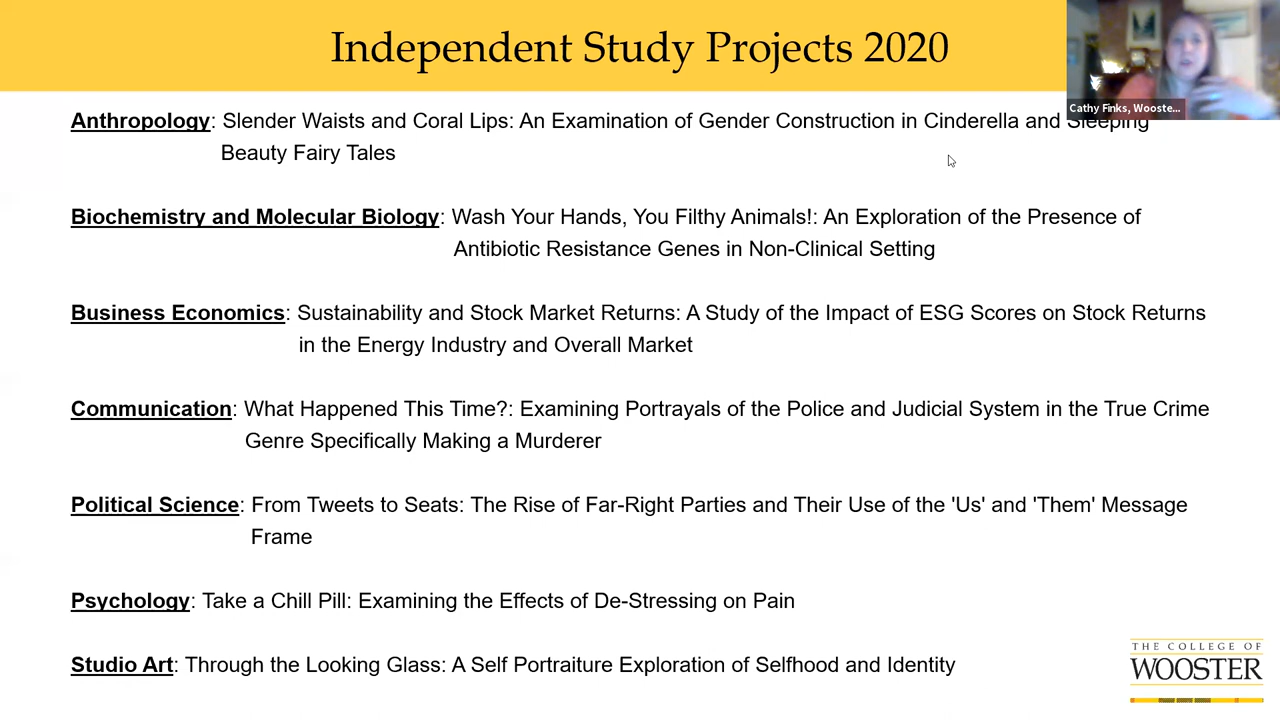 Independent Study Projects 2020
Cathy Finks, Wooste...
Anthropology: Slender Waists and Coral Lips: An Examination of Gender Construction in Cinderella and Sleeping
Beauty Fairy Tales
Biochemistry and Molecular Biology: Wash Your Hands, You Filthy Animals!: An Exploration of the Presence of
Antibiotic Resistance Genes in Non-Clinical Setting
Business Economics: Sustainability and Stock Market Returns: A Study of the Impact of ESG Scores on Stock Returns
in the Energy Industry and Overall Market
Communication: What Happened This Time?: Examining Portrayals of the Police and Judicial System in the True Crime
Genre Specifically Making a Murderer
Political Science: From Tweets to Seats: The Rise of Far-Right Parties and Their Use of the 'Us' and 'Them' Message
Frame
Psychology: Take a Chill Pill: Examining the Effects of De-Stressing on Pain
Studio Art: Through the Looking Glass: A Self Portraiture Exploration of Selfhood and Identity
THE COLLEGE OF
WOOSTER